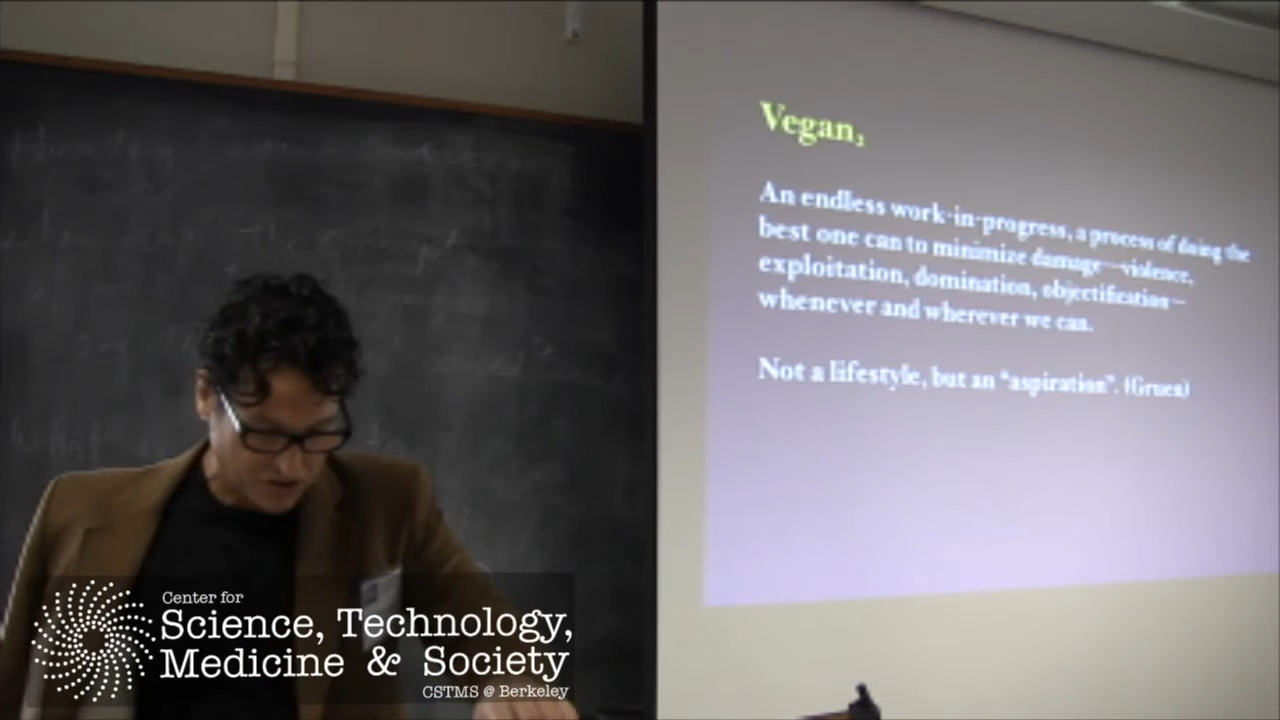 Vegan₂
An endless work-in-progress, a process of doing the
best one can to minimize damage—violence,
exploitation, domination, objectification—
whenever and wherever we can.
Not a lifestyle, but an “aspiration”. (Gruen)
Center for
Science, Technology,
Medicine & Society
CSTMS @ Berkeley